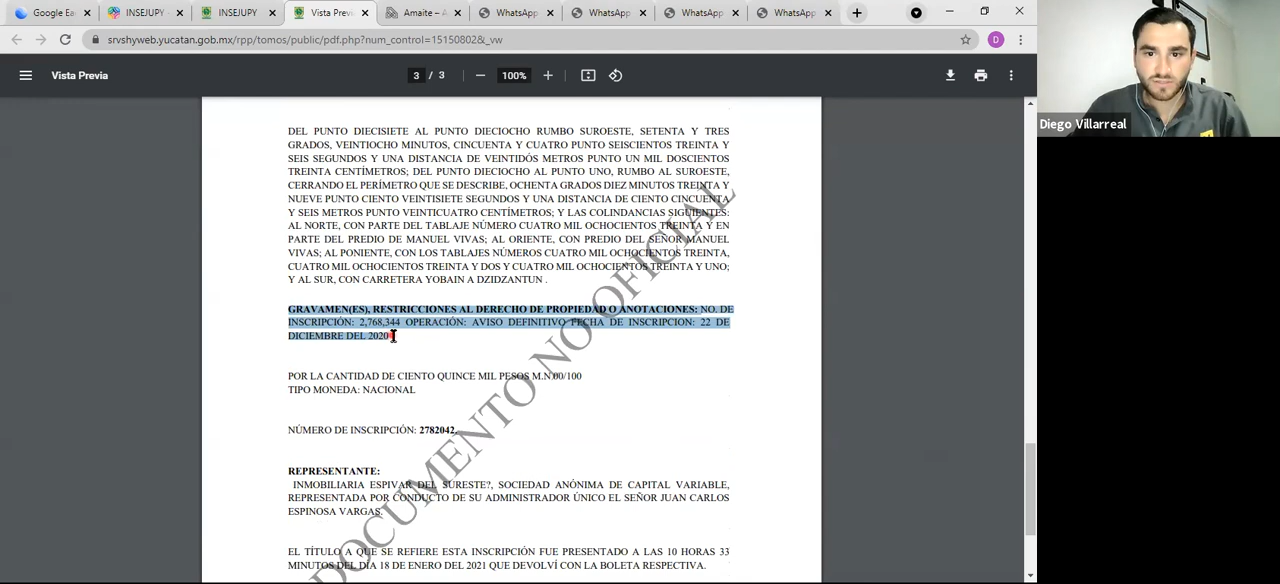 Google Ea
INSEJUPY -
INSEJUPY
Vista Previ
Amaite – A
WhatsApp
WhatsApp
WhatsApp
WhatsApp
srvshyweb.yucatan.gob.mx/rpp/tomos/public/pdf.php?num_control=15150802&_vw
D
Vista Previa
3 / 3
100%
Diego Villarreal
DEL PUNTO DIECISIETE AL PUNTO DIECIOCHO RUMBO SUROESTE, SETENTA Y TRES
GRADOS, VEINTIOCHO MINUTOS, CINCUENTA Y CUATRO PUNTO SEISCIENTOS TREINTA Y
SEIS SEGUNDOS Y UNA DISTANCIA DE VEINTIDÓS METROS PUNTO UN MIL DOSCIENTOS
TREINTA CENTÍMETROS; DEL PUNTO DIECIOCHO AL PUNTO UNO, RUMBO AL SUROESTE,
CERRANDO EL PERÍMETRO QUE SE DESCRIBE, OCHENTA GRADOS DIEZ MINUTOS TREINTA Y
NUEVE PUNTO CIENTO VEINTISIETE SEGUNDOS Y UNA DISTANCIA DE CIENTO CINCUENTA
Y SEIS METROS PUNTO VEINTICUATRO CENTÍMETROS; Y LAS COLINDANCIAS SIGUIENTES:
AL NORTE, CON PARTE DEL TABLAJE NÚMERO CUATRO MIL OCHOCIENTOS TREINTA Y EN
PARTE DEL PREDIO DE MANUEL VIVAS; AL ORIENTE, CON PREDIO DEL SEÑOR MANUEL
VIVAS; AL PONIENTE, CON LOS TABLAJES NÚMEROS CUATRO MIL OCHOCIENTOS TREINTA,
CUATRO MIL OCHOCIENTOS TREINTA Y DOS Y CUATRO MIL OCHOCIENTOS TREINTA Y UNO;
Y AL SUR, CON CARRETERA YOBAIN A DZIDZANTUN .
GRAVAMEN(ES), RESTRICCIONES AL DERECHO DE PROPIEDAD O ANOTACIONES: NO. DE
INSCRIPCIÓN: 2,768,344 OPERACIÓN: AVISO DEFINITIVO FECHA DE INSCRIPCION: 22 DE
DICIEMBRE DEL 2020
POR LA CANTIDAD DE CIENTO QUINCE MIL PESOS M.N.00/100
TIPO MONEDA: NACIONAL
NÚMERO DE INSCRIPCIÓN: 2782042.
REPRESENTANTE:
INMOBILIARIA ESPIVAR DEL SURESTE?, SOCIEDAD ANÓNIMA DE CAPITAL VARIABLE,
REPRESENTADA POR CONDUCTO DE SU ADMINISTRADOR ÚNICO EL SEÑOR JUAN CARLOS
ESPINOSA VARGAS.
EL TÍTULO A QUE SE REFIERE ESTA INSCRIPCIÓN FUE PRESENTADO A LAS 10 HORAS 33
MINUTOS DEL DÍA 18 DE ENERO DEL 2021 QUE DEVOLVÍ CON LA BOLETA RESPECTIVA.
DOCUMENTO NO OFICIAL